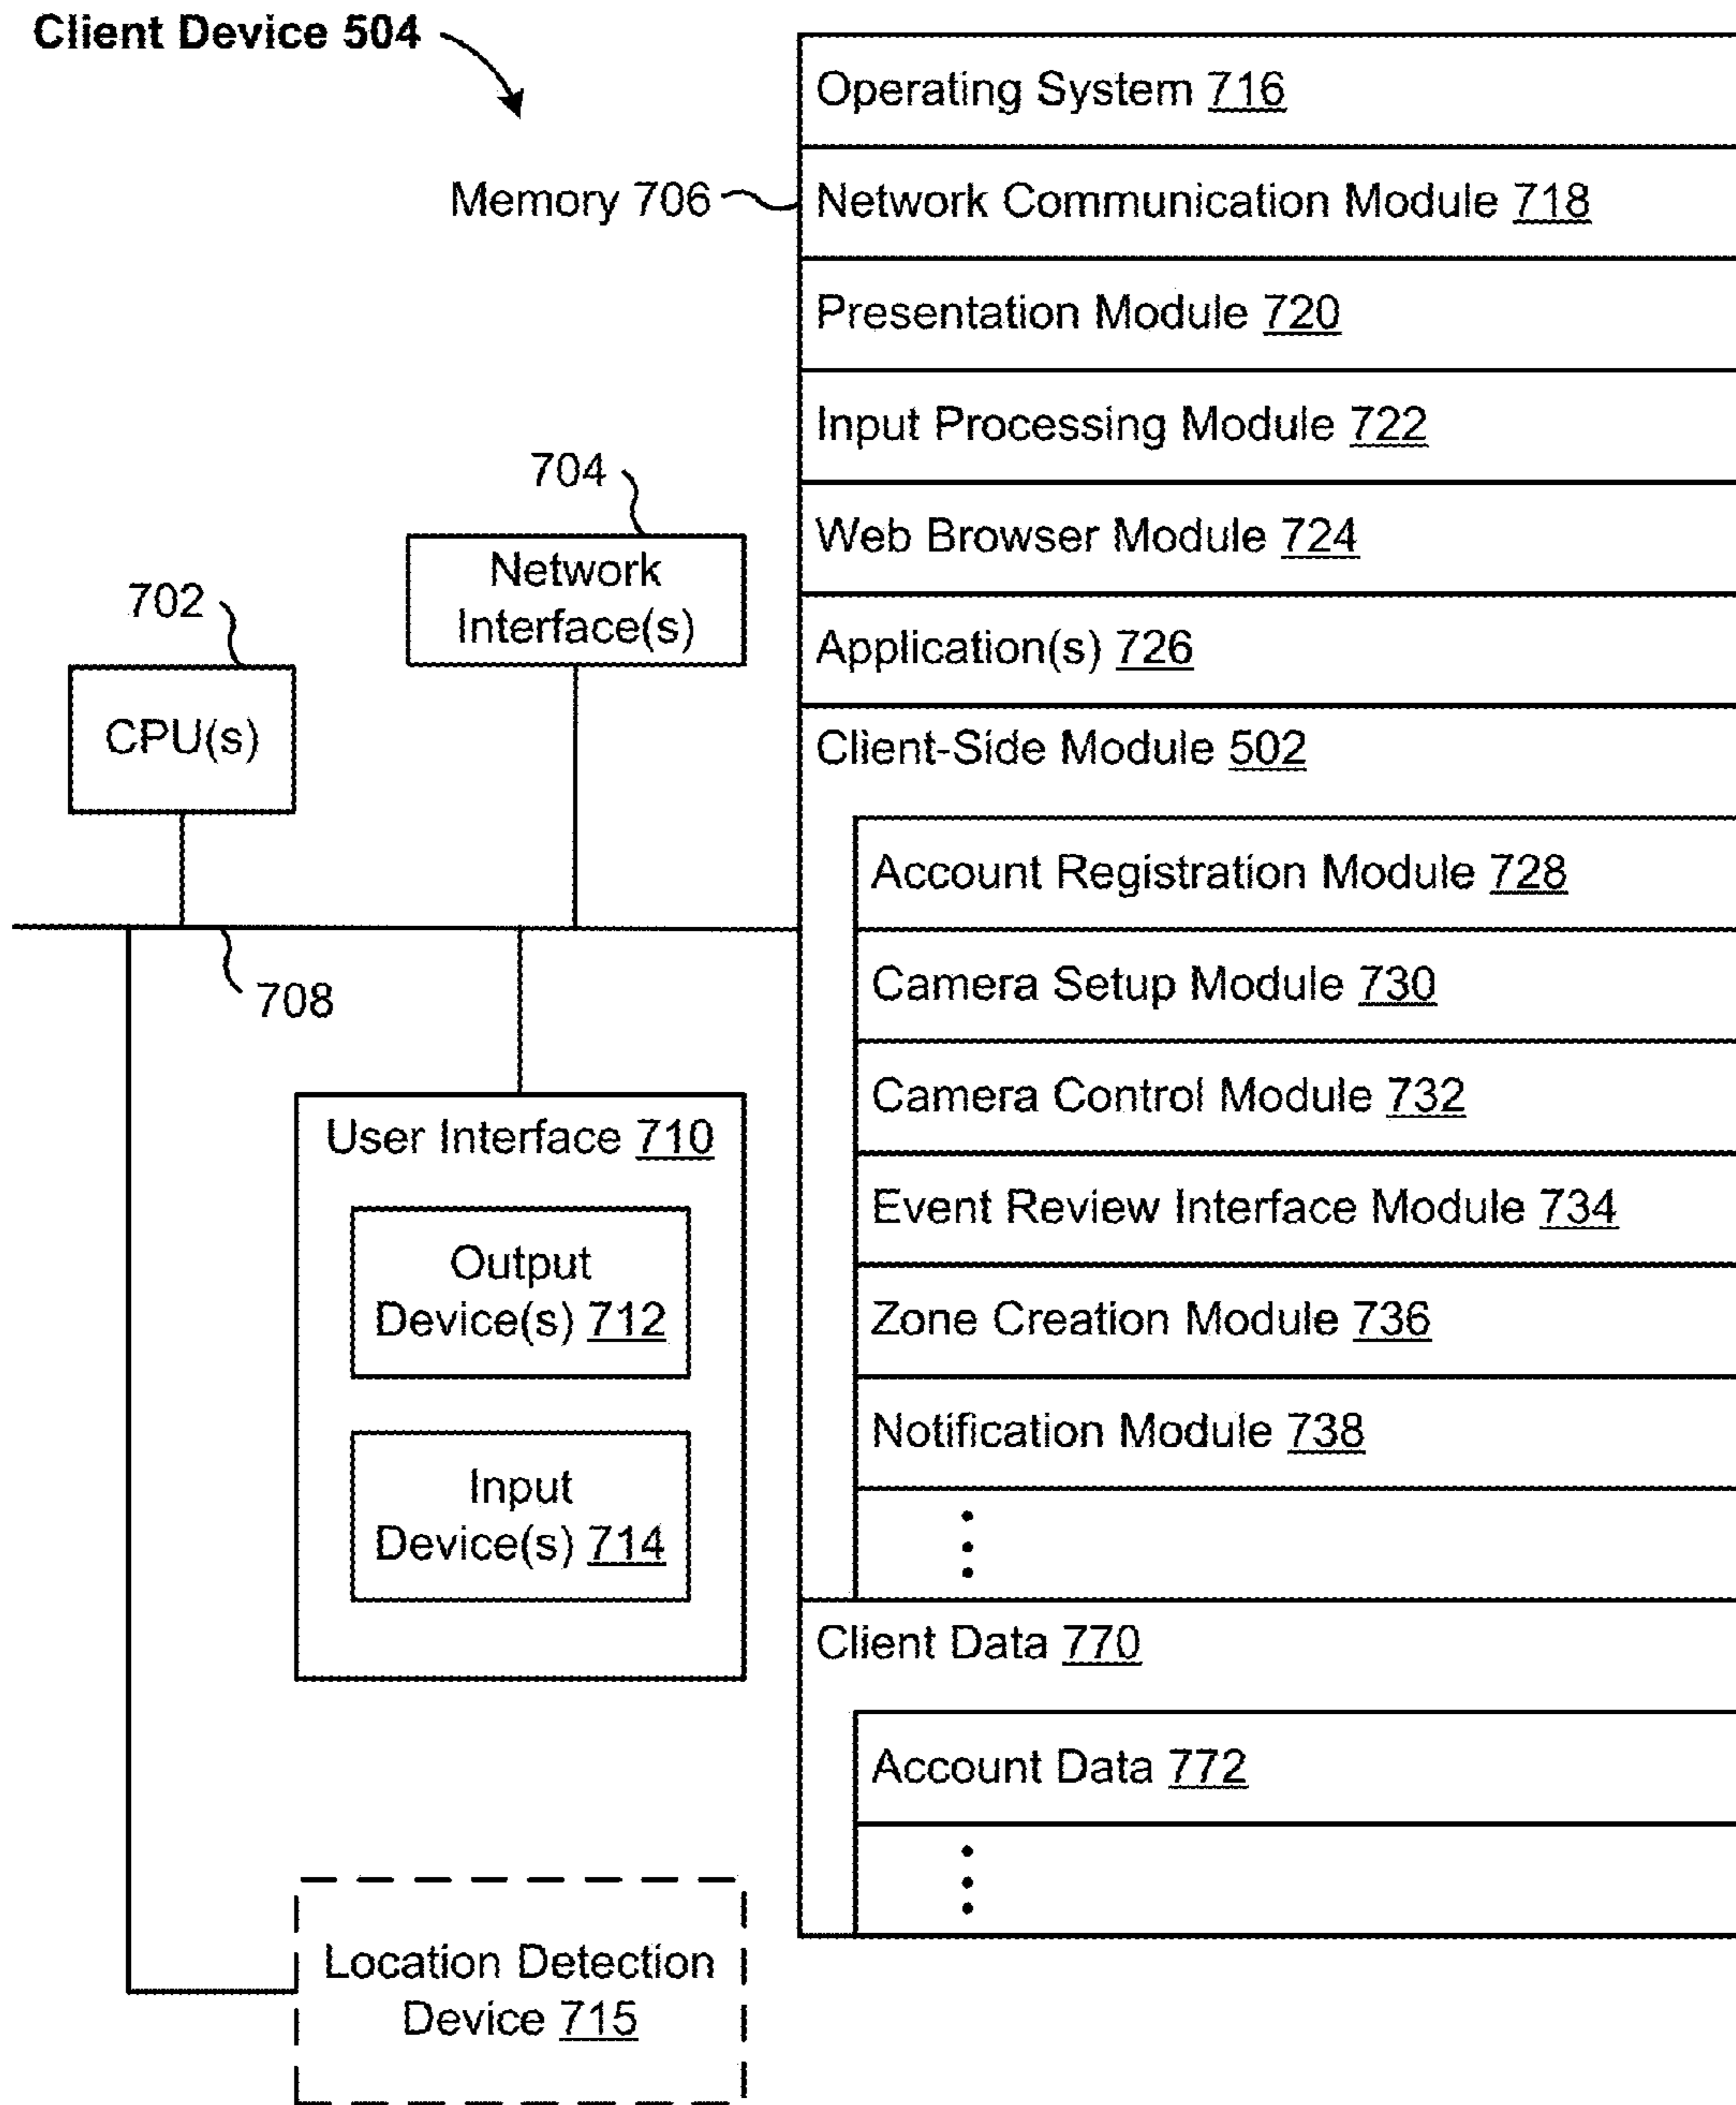 Client Device 504
Memory 706
704
Network
Interface(s)
702
CPU(s)
708
User Interface 710
Output
Device(s) 712
Input
Device(s) 714
Location Detection
Device 715
Operating System 716
Network Communication Module 718
Presentation Module 720
Input Processing Module 722
Web Browser Module 724
Application(s) 726
Client-Side Module 502
Account Registration Module 728
Camera Setup Module 730
Camera Control Module 732
Event Review Interface Module 734
Zone Creation Module 736
Notification Module 738
Client Data 770
Account Data 772